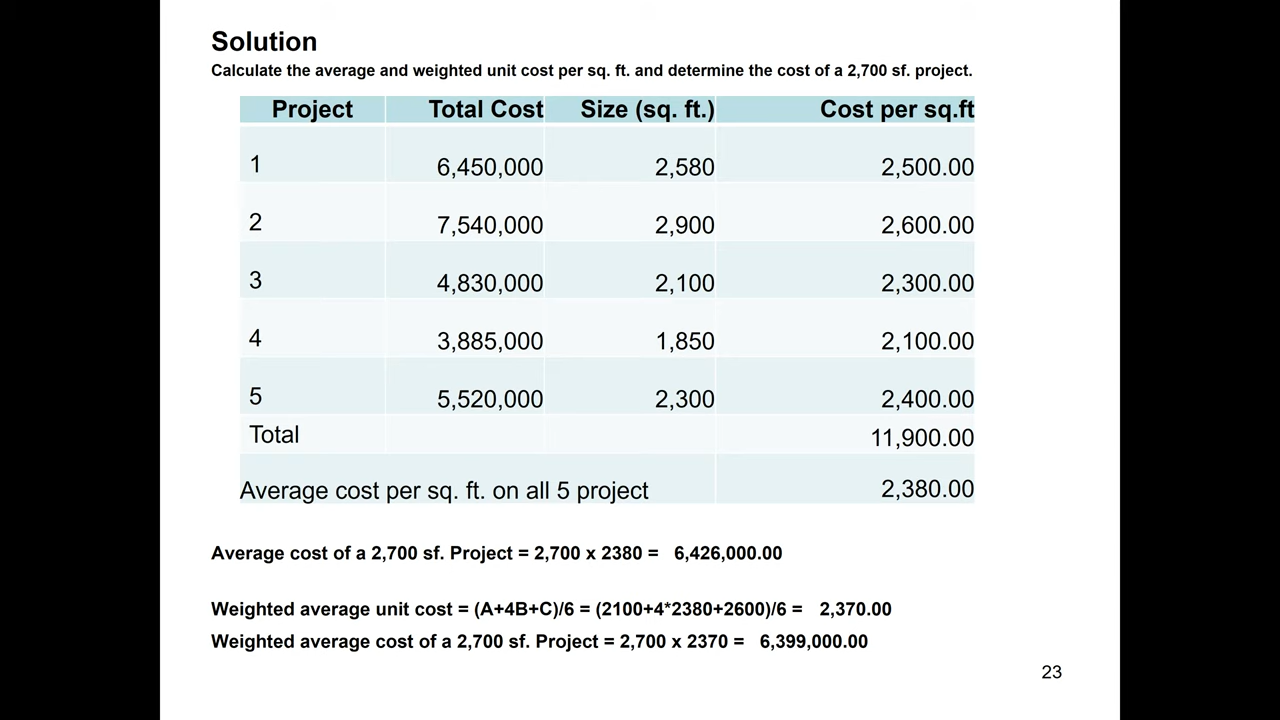 Solution
Calculate the average and weighted unit cost per sq. ft. and determine the cost of a 2,700 sf. project.
Project Total Cost Size (sq. ft.) Cost per sq.ft
1 6,450,000 2,580 2,500.00
2 7,540,000 2,900 2,600.00
3 4,830,000 2,100 2,300.00
4 3,885,000 1,850 2,100.00
5 5,520,000 2,300 2,400.00
Total 11,900.00
Average cost per sq. ft. on all 5 project 2,380.00
Average cost of a 2,700 sf. Project = 2,700 x 2380 = 6,426,000.00
Weighted average unit cost = (A+4B+C)/6 = (2100+4*2380+2600)/6 = 2,370.00
Weighted average cost of a 2,700 sf. Project = 2,700 x 2370 = 6,399,000.00
23